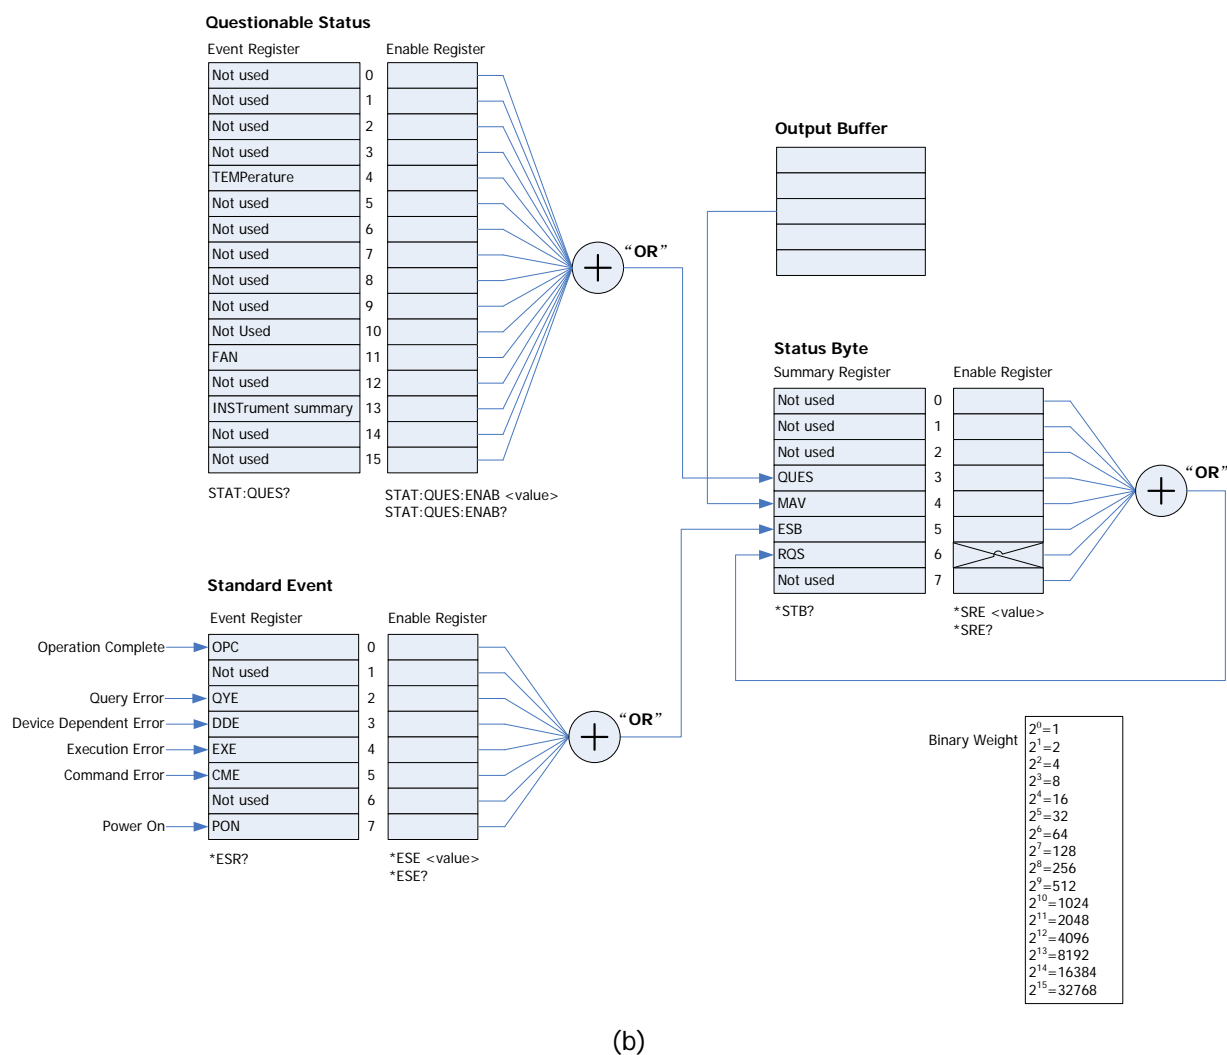 Questionable Status
Event Register
Enable Register
Not used 0
Not used 1
Not used 2
Not used 3
TEMPerature 4
Not used 5
Not used 6
Not used 7
Not used 8
Not used 9
Not Used 10
FAN 11
Not used 12
INSTrument summary 13
Not used 14
Not used 15
STAT:QUES?
STAT:QUES:ENAB <value>
STAT:QUES:ENAB?
“OR”
Output Buffer
Status Byte
Summary Register
Enable Register
Not used 0
Not used 1
Not used 2
QUES 3
MAV 4
ESB 5
RQS 6
Not used 7
*STB?
*SRE <value>
*SRE?
“OR”
Standard Event
Event Register
Enable Register
Operation Complete OPC 0
Not used 1
Query Error QYE 2
Device Dependent Error DDE 3
Execution Error EXE 4
Command Error CME 5
Not used 6
Power On PON 7
*ESR?
*ESE <value>
*ESE?
“OR”
Binary Weight
2⁰=1
2¹=2
2²=4
2³=8
2⁴=16
2⁵=32
2⁶=64
2⁷=128
2⁸=256
2⁹=512
2¹⁰=1024
2¹¹=2048
2¹²=4096
2¹³=8192
2¹⁴=16384
2¹⁵=32768
(b)